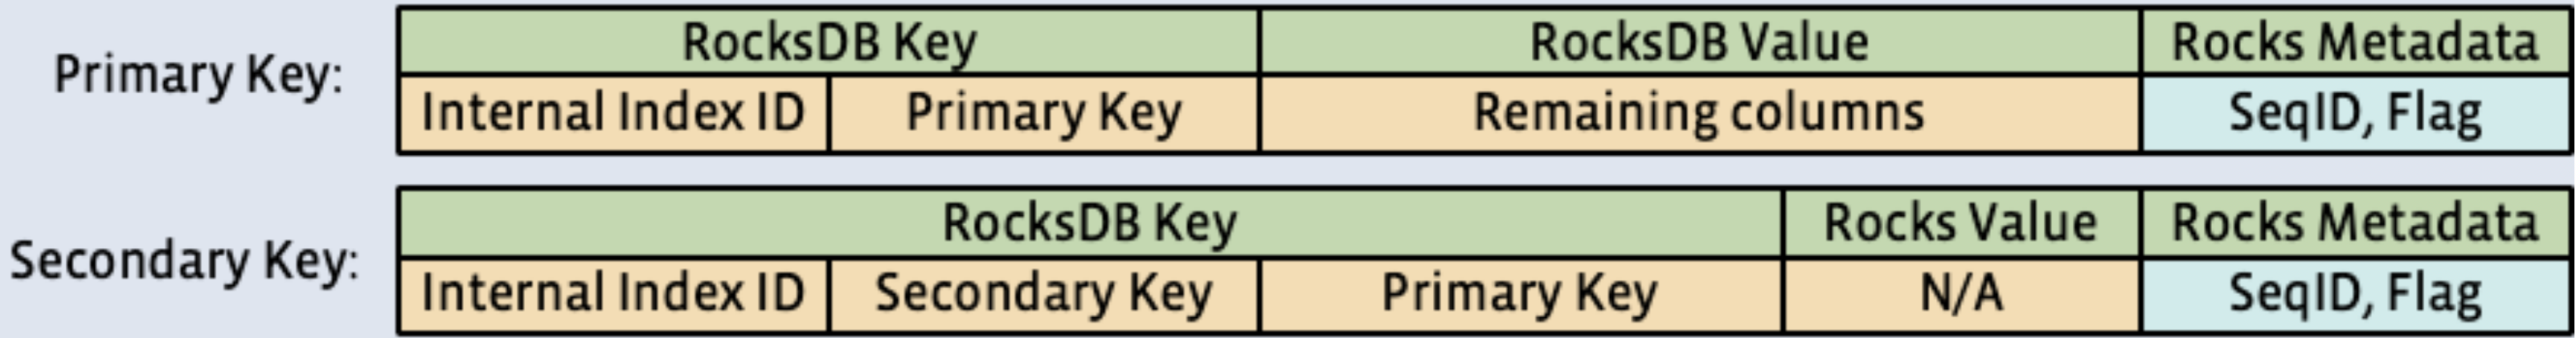 Primary Key:
RocksDB Key RocksDB Value Rocks Metadata
Internal Index ID Primary Key Remaining columns SeqID, Flag
Secondary Key:
RocksDB Key Rocks Value Rocks Metadata
Internal Index ID Secondary Key Primary Key N/A SeqID, Flag